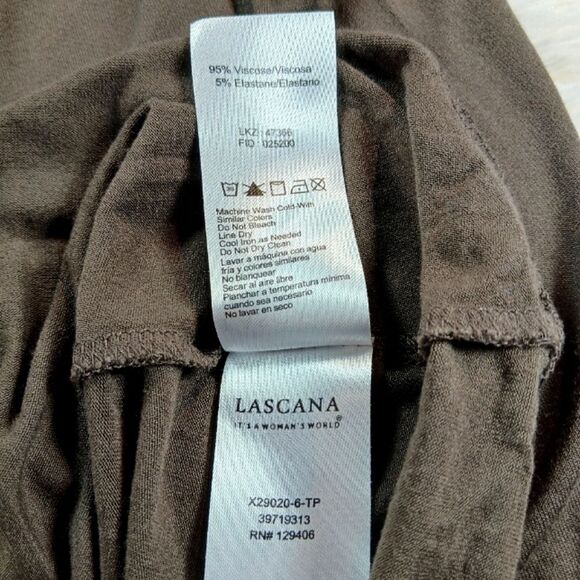 95% Viscose/Viscosa
5% Elastane/Elastano
LKZ : 47366
FID : 025200
30
Machine Wash Cold With
Similar Colors
Do Not Bleach
Line Dry
Cool Iron as Needed
Do Not Dry Clean
Lavar a máquina con agua
fría y colores similares
No blanquear
Secar al aire libre
Planchar a temperatura mínima
cuando sea necesario
No lavar en seco
LASCANA
IT'S A WOMAN'S WORLD®
X29020-6-TP
39719313
RN# 129406